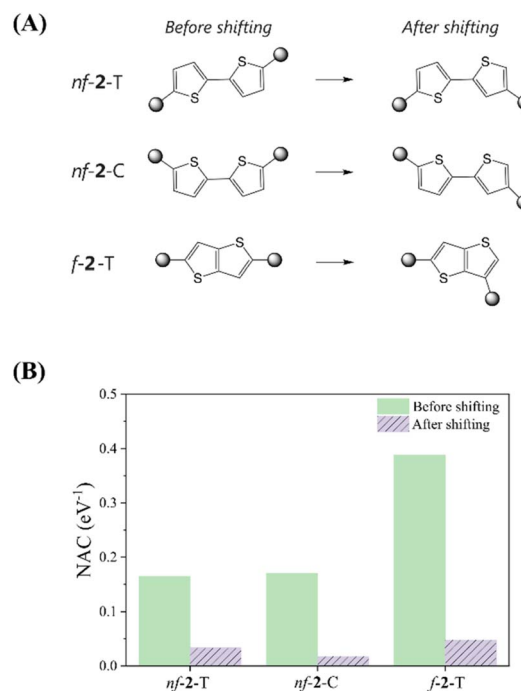 (A)
Before shifting After shifting
S S S S
nf-2-T
nf-2-C
S S S S
S S
f-2-T
S S
(B)
0.5
Before shifting
After shifting
0.4
0.3
NAC (eV⁻¹)
0.2
0.1
0.0
nf-2-T nf-2-C f-2-T